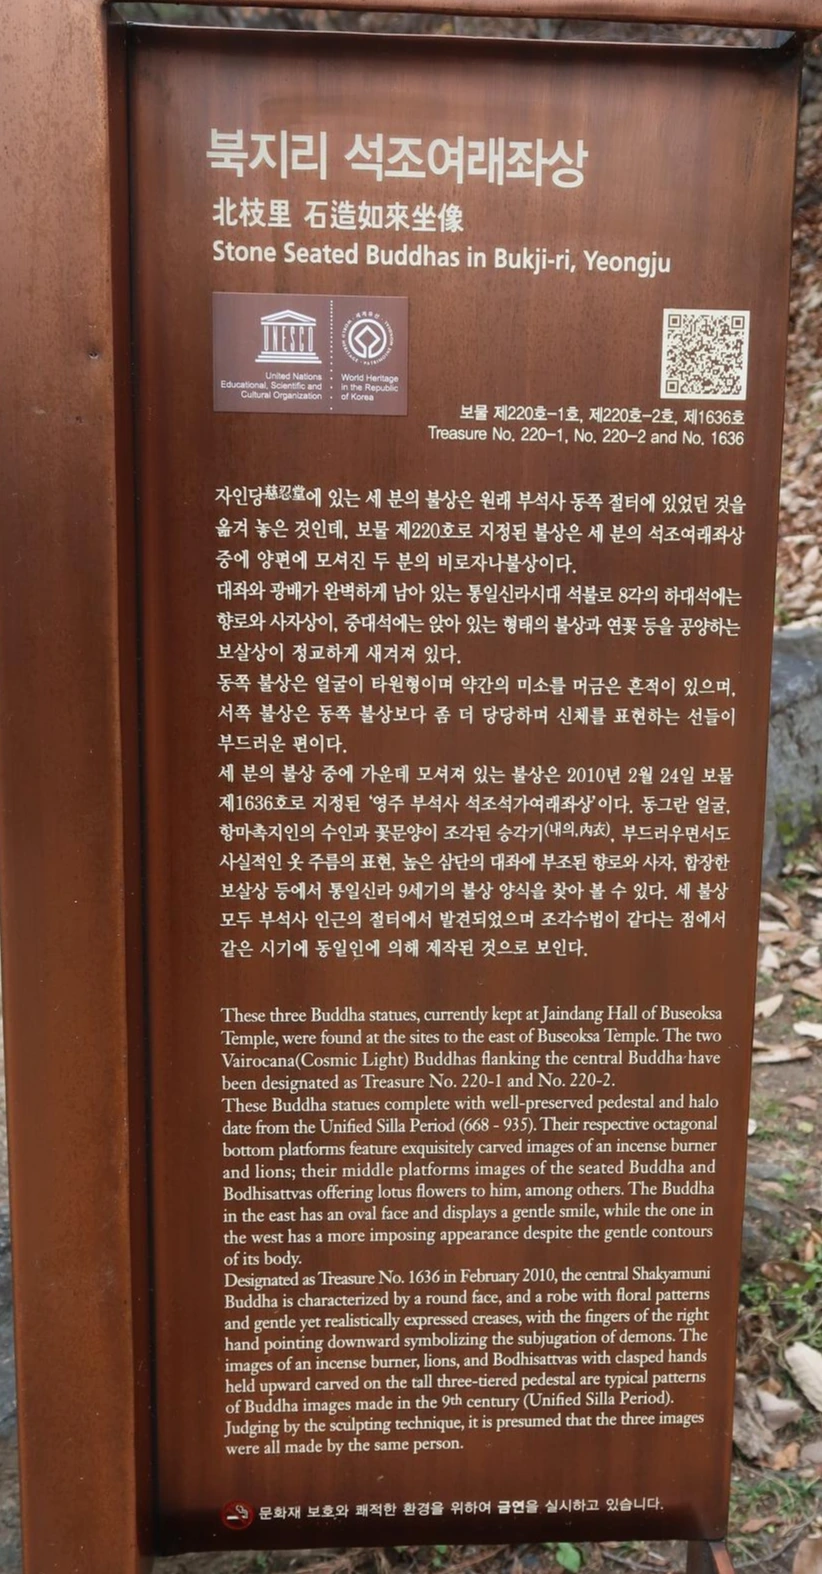 북지리 석조여래좌상
北枝里 石造如來坐像
Stone Seated Buddhas in Bukji-ri, Yeongju
UNESCO
United Nations
Educational, Scientific and
Cultural Organization
World Heritage
in the Republic
of Korea
보물 제220호-1호, 제220호-2호, 제1636호
Treasure No. 220-1, No. 220-2 and No. 1636
자인당慈忍堂에 있는 세 분의 불상은 원래 부석사 동쪽 절터에 있었던 것을
옮겨 놓은 것인데, 보물 제220호로 지정된 불상은 세 분의 석조여래좌상
중에 양편에 모셔진 두 분의 비로자나불상이다.
대좌와 광배가 완벽하게 남아 있는 통일신라시대 석불로 8각의 하대석에는
향로와 사자상이, 중대석에는 앉아 있는 형태의 불상과 연꽃 등을 공양하는
보살상이 정교하게 새겨져 있다.
동쪽 불상은 얼굴이 타원형이며 약간의 미소를 머금은 흔적이 있으며,
서쪽 불상은 동쪽 불상보다 좀 더 당당하며 신체를 표현하는 선들이
부드러운 편이다.
세 분의 불상 중에 가운데 모셔져 있는 불상은 2010년 2월 24일 보물
제1636호로 지정된 ‘영주 부석사 석조석가여래좌상’이다. 동그란 얼굴,
항마촉지인의 수인과 꽃문양이 조각된 승각기(내의,內衣), 부드러우면서도
사실적인 옷 주름의 표현, 높은 삼단의 대좌에 부조된 향로와 사자, 합장한
보살상 등에서 통일신라 9세기의 불상 양식을 찾아 볼 수 있다. 세 불상
모두 부석사 인근의 절터에서 발견되었으며 조각수법이 같다는 점에서
같은 시기에 동일인에 의해 제작된 것으로 보인다.
These three Buddha statues, currently kept at Jaindang Hall of Buseoksa
Temple, were found at the sites to the east of Buseoksa Temple. The two
Vairocana(Cosmic Light) Buddhas flanking the central Buddha have
been designated as Treasure No. 220-1 and No. 220-2.
These Buddha statues complete with well-preserved pedestal and halo
date from the Unified Silla Period (668 - 935). Their respective octagonal
bottom platforms feature exquisitely carved images of an incense burner
and lions; their middle platforms images of the seated Buddha and
Bodhisattvas offering lotus flowers to him, among others. The Buddha
in the east has an oval face and displays a gentle smile, while the one in
the west has a more imposing appearance despite the gentle contours
of its body.
Designated as Treasure No. 1636 in February 2010, the central Shakyamuni
Buddha is characterized by a round face, and a robe with floral patterns
and gentle yet realistically expressed creases, with the fingers of the right
hand pointing downward symbolizing the subjugation of demons. The
images of an incense burner, lions, and Bodhisattvas with clasped hands
held upward carved on the tall three-tiered pedestal are typical patterns
of Buddha images made in the 9th century (Unified Silla Period).
Judging by the sculpting technique, it is presumed that the three images
were all made by the same person.
문화재 보호와 쾌적한 환경을 위하여 금연을 실시하고 있습니다.